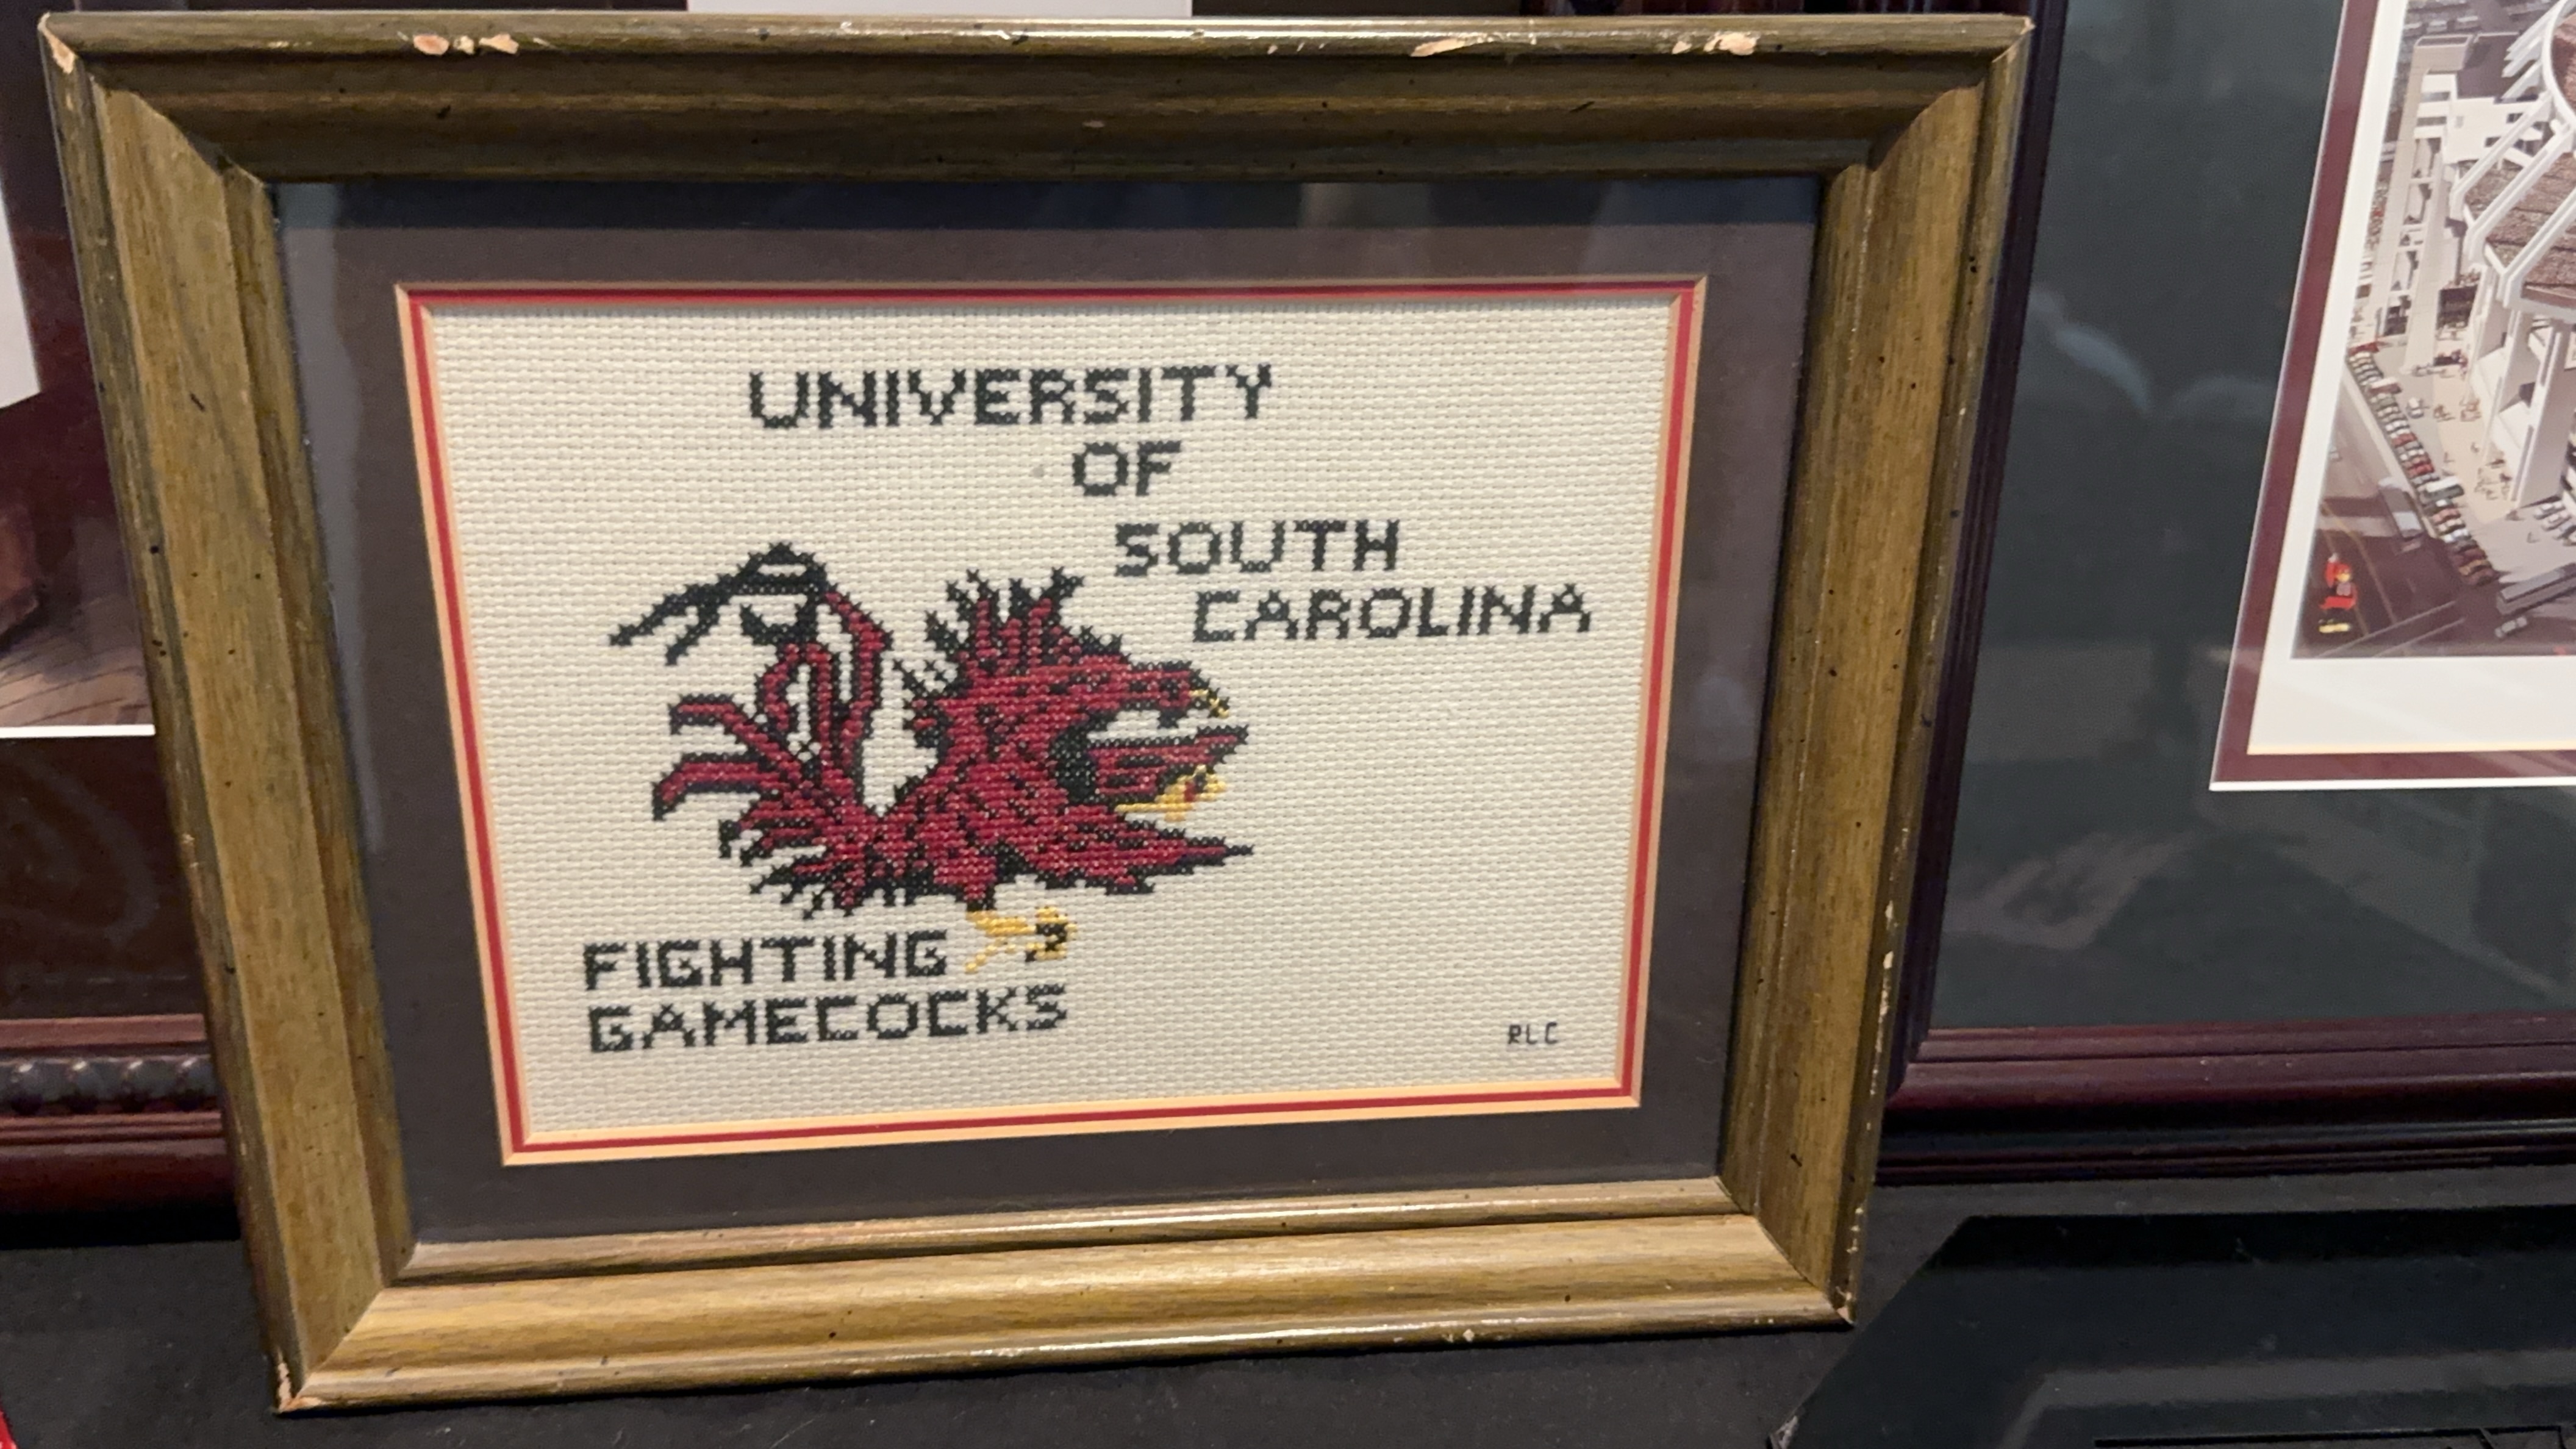 UNIVERSITY
OF
SOUTH
CAROLINA
FIGHTING
GAMECOCKS
RLC